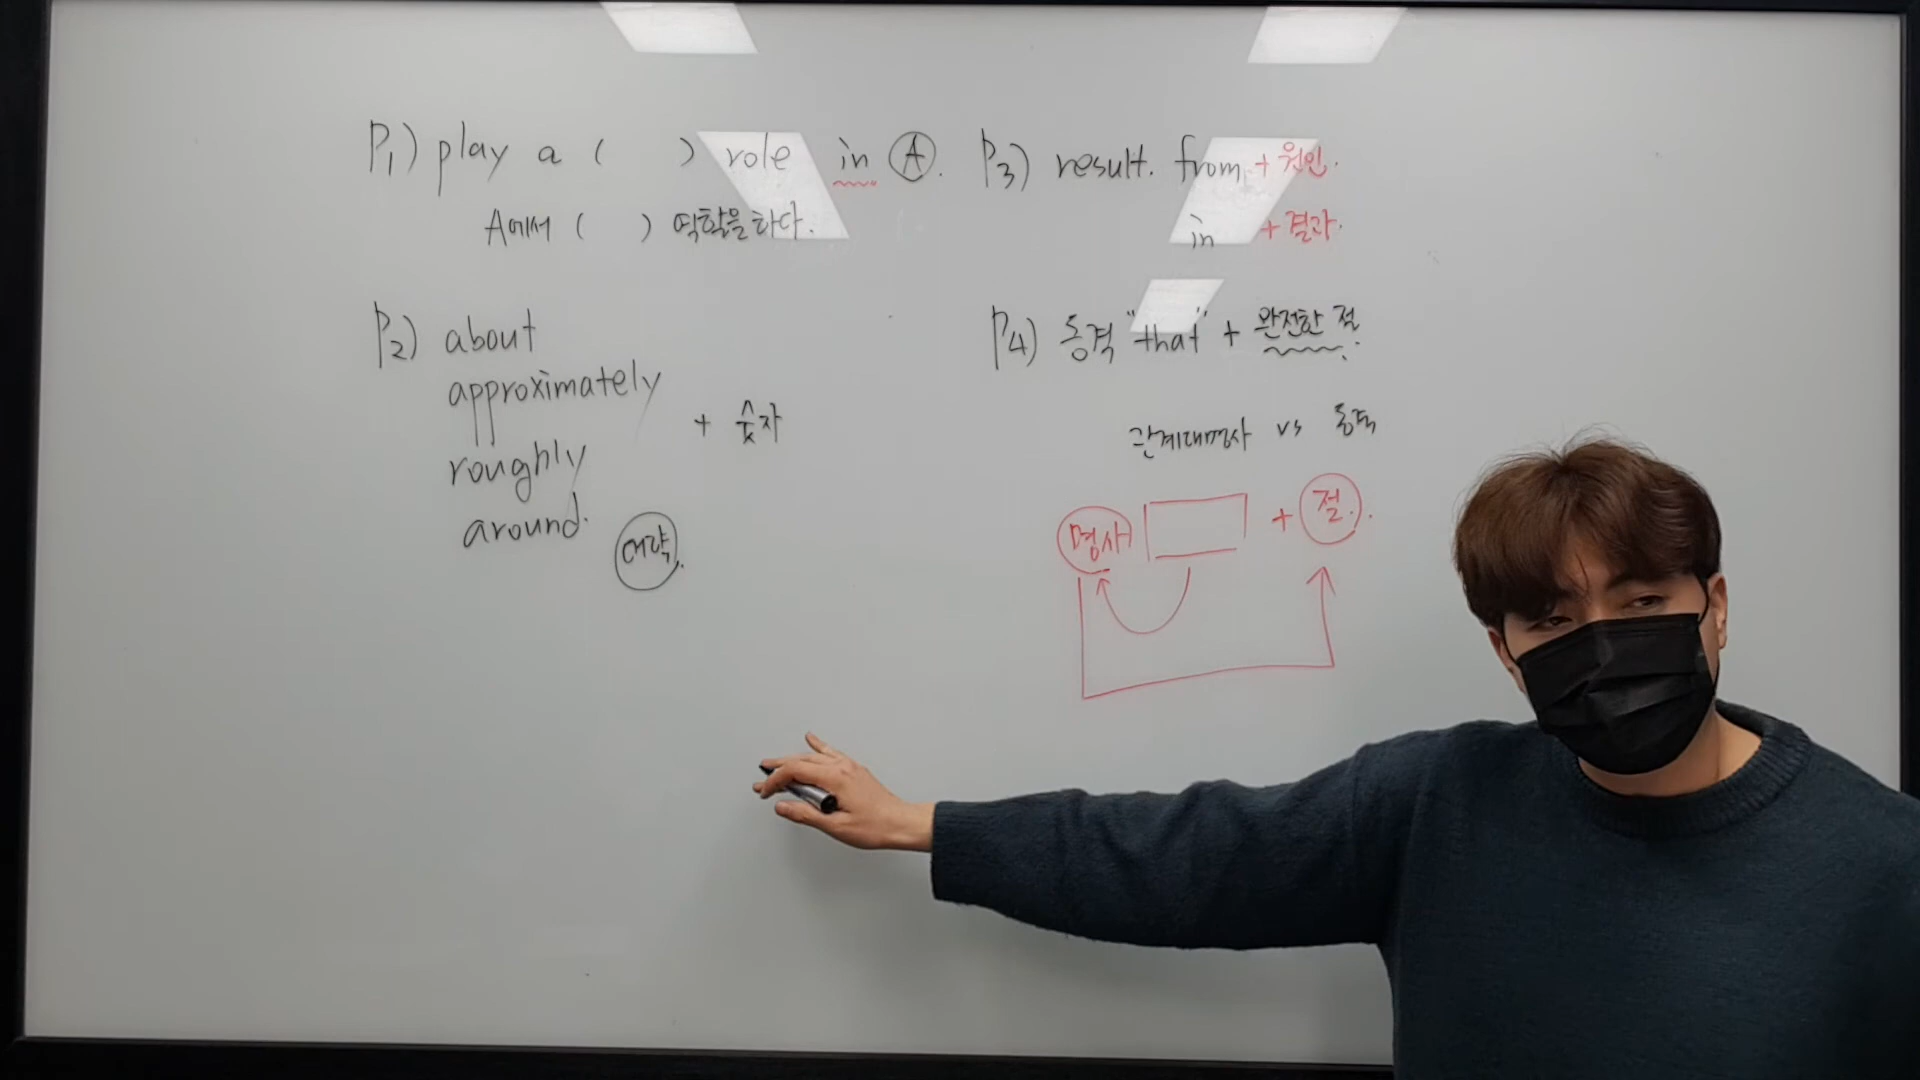 P1) play a (    ) role in A.
A에서 (    ) 역할을 하다.
P2) about
approximately
roughly
around.
+ 숫자
대략.
P3) result. from + 원인.
in + 결과.
P4) 동격 "that" + 완전한 절.
관계대명사 vs 동격
명사 + 절.